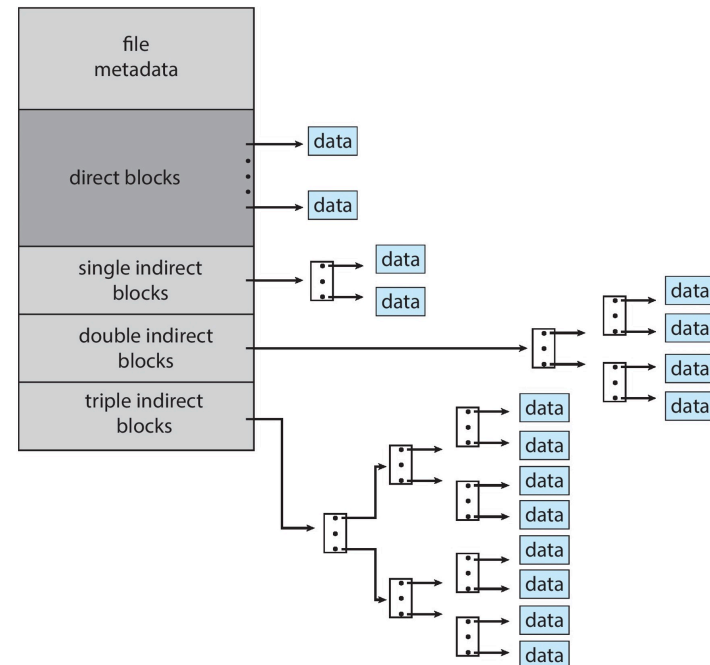 file
metadata
direct blocks
data
data
single indirect
blocks
data
data
double indirect
blocks
data
data
data
data
triple indirect
blocks
data
data
data
data
data
data
data
data